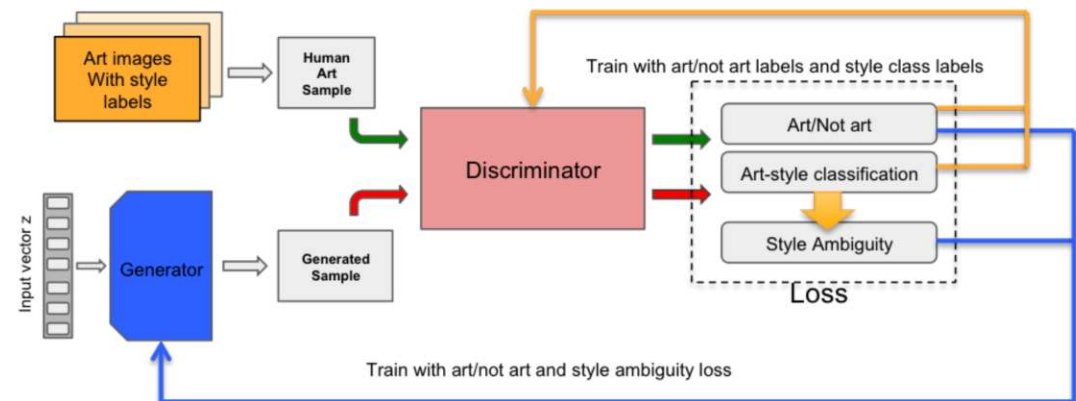 Art images
With style
labels
Human
Art
Sample
Train with art/not art labels and style class labels
Discriminator
Art/Not art
Art-style classification
Style Ambiguity
Loss
Input vector z
Generator
Generated
Sample
Train with art/not art and style ambiguity loss